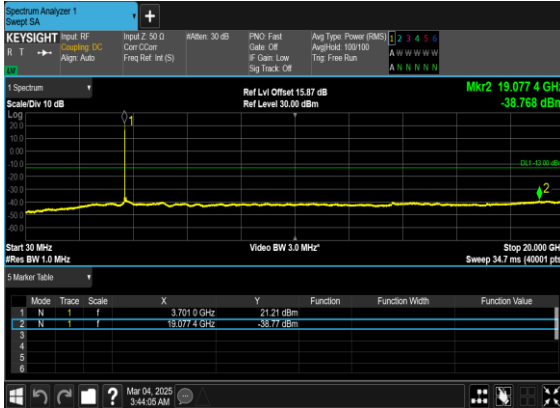 Spectrum Analyzer 1
Swept SA
+
KEYSIGHT Input: RF Input Z: 50 Ω #Atten: 30 dB PNO: Fast Avg Type: Power (RMS) 1 2 3 4 5 6
R T Coupling: DC Corr CCorr Gate: Off Avg|Hold: 100/100 A W W W W W
Align: Auto Freq Ref: Int (S) IF Gain: Low Trig: Free Run A N N N N N
Sig Track: Off
1 Spectrum
Scale/Div 10 dB
Ref Lvl Offset 15.87 dB
Ref Level 30.00 dBm
Mkr2 19.077 4 GHz
-38.768 dBm
Log
1
20.0
10.0
0.00
-10.0
DL1 -13.00 dBm
-20.0
-30.0
2
-40.0
-50.0
-60.0
Start 30 MHz Video BW 3.0 MHz* Stop 20.000 GHz
#Res BW 1.0 MHz Sweep 34.7 ms (40001 pts)
5 Marker Table
Mode Trace Scale X Y Function Function Width Function Value
1 N 1 f 3.701 0 GHz 21.21 dBm
2 N 1 f 19.077 4 GHz -38.77 dBm
3
4
5
6
? Mar 04, 2025
3:44:05 AM